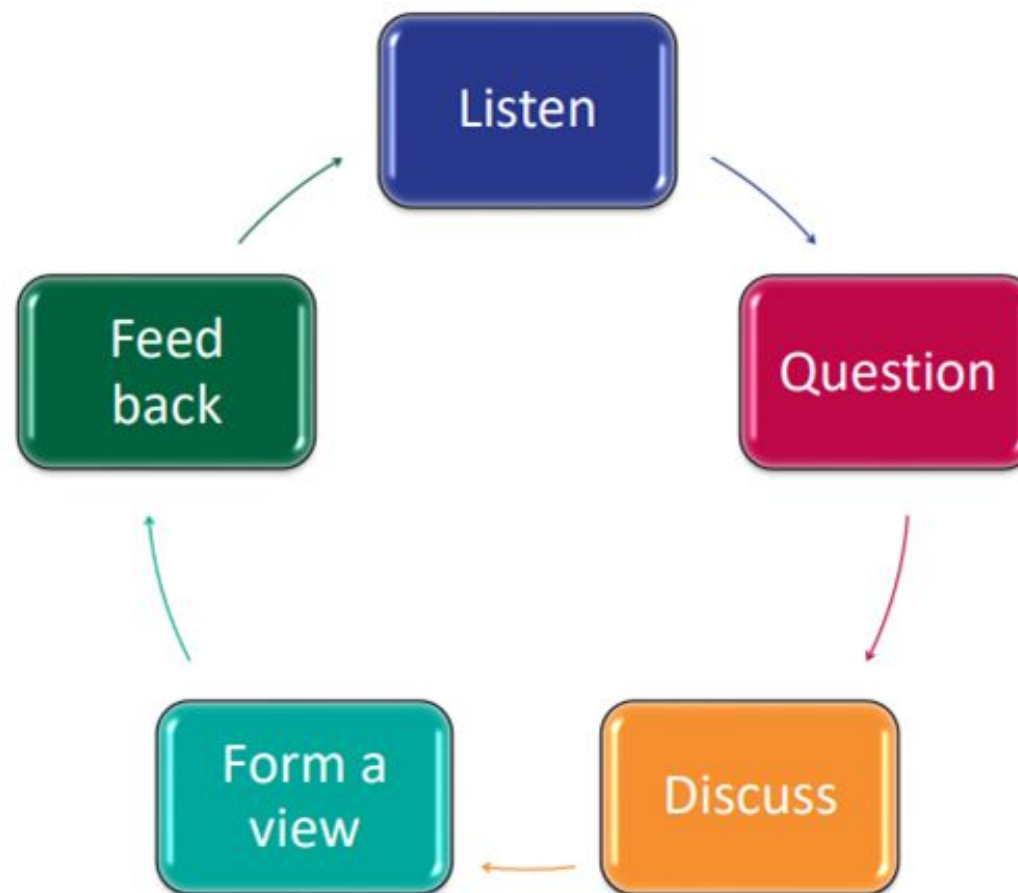 Listen
Question
Discuss
Form a
view
Feed
back